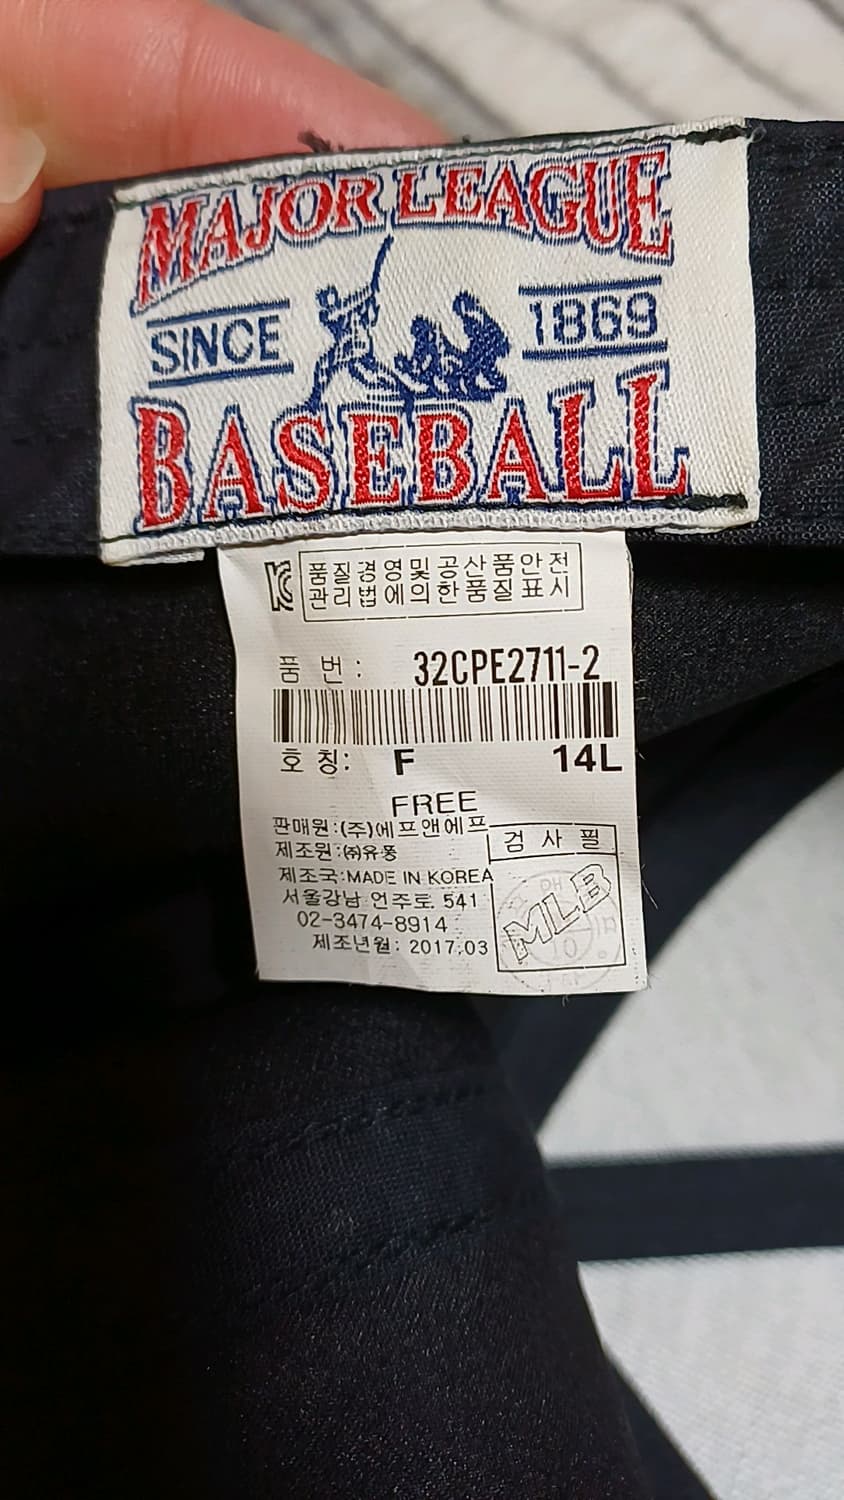 MAJOR LEAGUE
SINCE 1869
BASEBALL
품질경영및공산품안전
관리법에의한품질표시
품 번 : 32CPE2711-2
호 칭: F 14L
FREE
판매원:(주)에프앤에프
제조원:㈜유풍
제조국:MADE IN KOREA
서울강남 언주로 541
02-3474-8914
제조년월: 2017.03
검 사 필
MLB
10